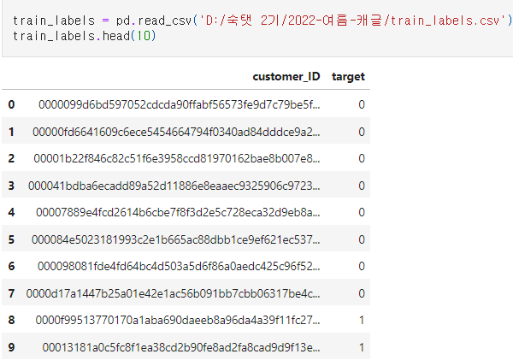 train_labels = pd.read_csv('D:/숙탯 2기/2022-여름-캐글/train_labels.csv')
train_labels.head(10)
customer_ID target
0 0000099d6bd597052cdcda90ffabf56573fe9d7c79be5f... 0
1 00000fd6641609c6ece5454664794f0340ad84dddce9a2... 0
2 00001b22f846c82c51f6e3958ccd81970162bae8b007e8... 0
3 000041bdba6ecadd89a52d11886e8eaaec9325906c9723... 0
4 00007889e4fcd2614b6cbe7f8f3d2e5c728eca32d9eb8a... 0
5 000084e5023181993c2e1b665ac88dbb1ce9ef621ec537... 0
6 000098081fde4fd64bc4d503a5d6f86a0aedc425c96f52... 0
7 0000d17a1447b25a01e42e1ac56b091bb7cbb06317be4c... 0
8 0000f99513770170a1aba690daeeb8a96da4a39f11fc27... 1
9 00013181a0c5fc8f1ea38cd2b90fe8ad2fa8cad9d9f13e... 1